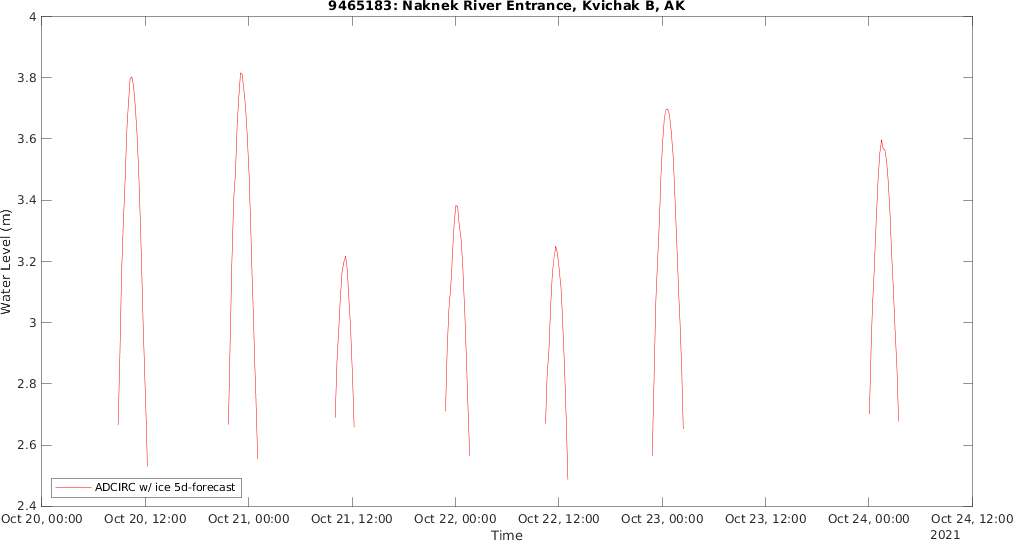 9465183: Naknek River Entrance, Kvichak B, AK
4
3.8
3.6
3.4
3.2
3
2.8
2.6
2.4
Water Level (m)
ADCIRC w/ ice 5d-forecast
Oct 20, 00:00 Oct 20, 12:00 Oct 21, 00:00 Oct 21, 12:00 Oct 22, 00:00 Oct 22, 12:00 Oct 23, 00:00 Oct 23, 12:00 Oct 24, 00:00 Oct 24, 12:00
Time
2021